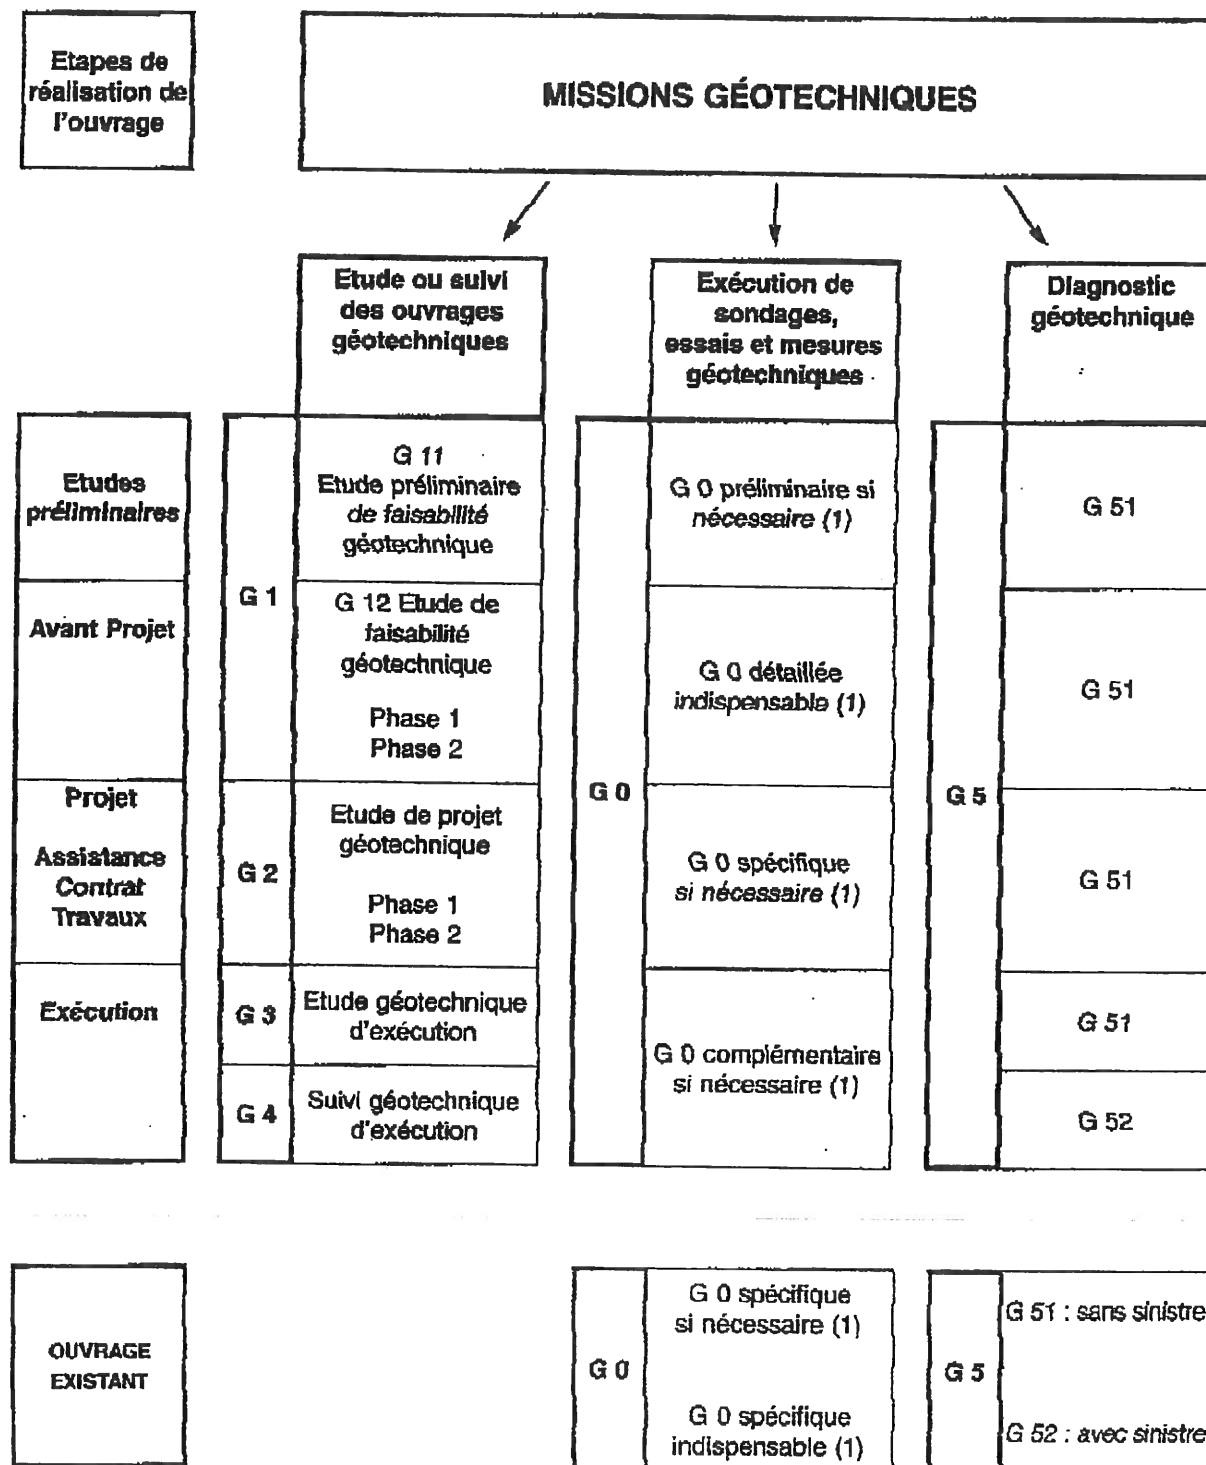 Etapes de
réalisation de
l'ouvrage
MISSIONS GÉOTECHNIQUES
Etude ou suivi
des ouvrages
géotechniques
Exécution de
sondages,
essais et mesures
géotechniques
Diagnostic
géotechnique
Etudes
préliminaires
G 1
G 11
Etude préliminaire
de faisabilité
géotechnique
G 0
G 0 préliminaire si
nécessaire (1)
G 5
G 51
Avant Projet
G 12 Etude de
faisabilité
géotechnique
Phase 1
Phase 2
G 0 détaillée
indispensable (1)
G 51
Projet
Assistance
Contrat
Travaux
G 2
Etude de projet
géotechnique
Phase 1
Phase 2
G 0 spécifique
si nécessaire (1)
G 51
Exécution
G 3
Etude géotechnique
d'exécution
G 0 complémentaire
si nécessaire (1)
G 51
G 4
Suivi géotechnique
d'exécution
G 52
OUVRAGE
EXISTANT
G 0
G 0 spécifique
si nécessaire (1)
G 0 spécifique
indispensable (1)
G 5
G 51 : sans sinistre
G 52 : avec sinistre